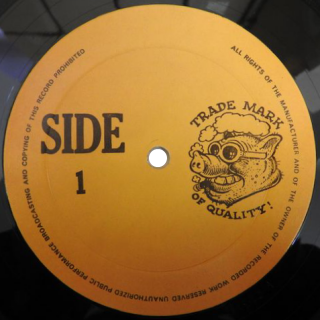 ALL RIGHTS OF THE MANUFACTURER AND OF THE OWNER OF THE RECORDED WORK RESERVED UNAUTHORIZED PUBLIC PERFORMANCE BROADCASTING AND COPYING OF THIS RECORD PROHIBITED
SIDE
1
TRADE MARK
OF QUALITY!